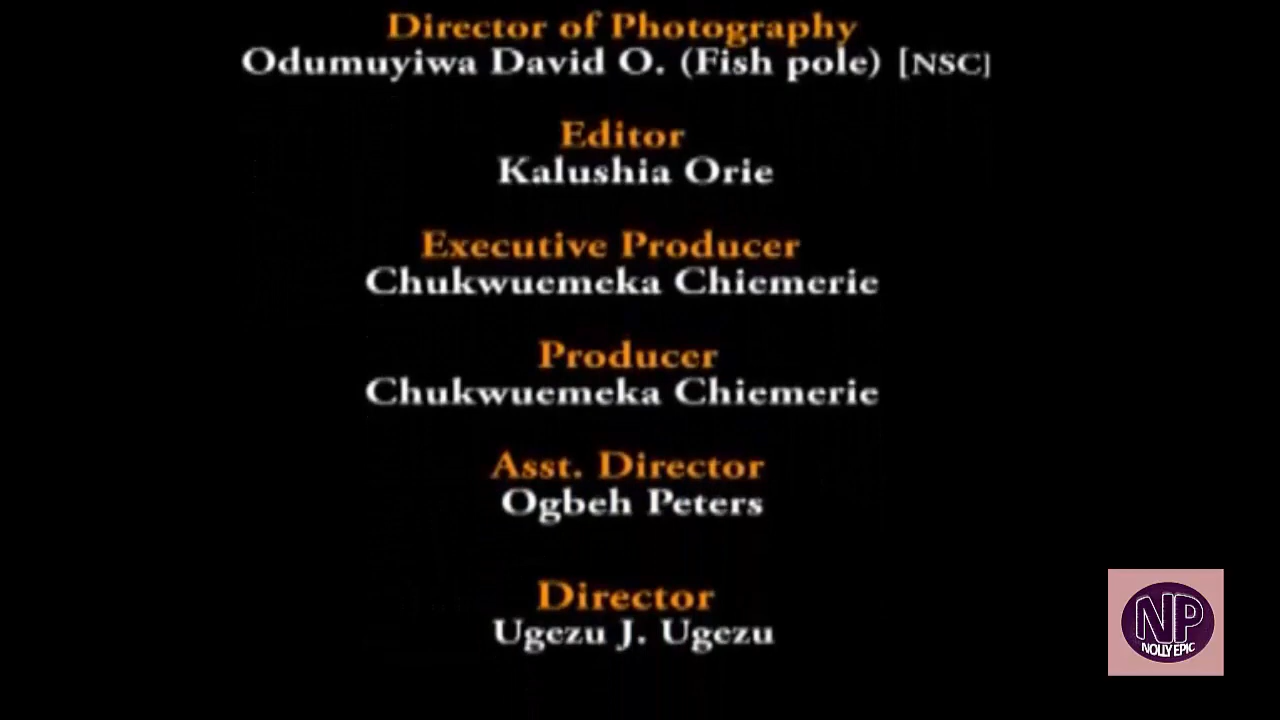 Director of Photography
Odumuyiwa David O. (Fish pole) [NSC]
Editor
Kalushia Orie
Executive Producer
Chukwuemeka Chiemerie
Producer
Chukwuemeka Chiemerie
Asst. Director
Ogbeh Peters
Director
Ugezu J. Ugezu
NP
NOLLY EPIC